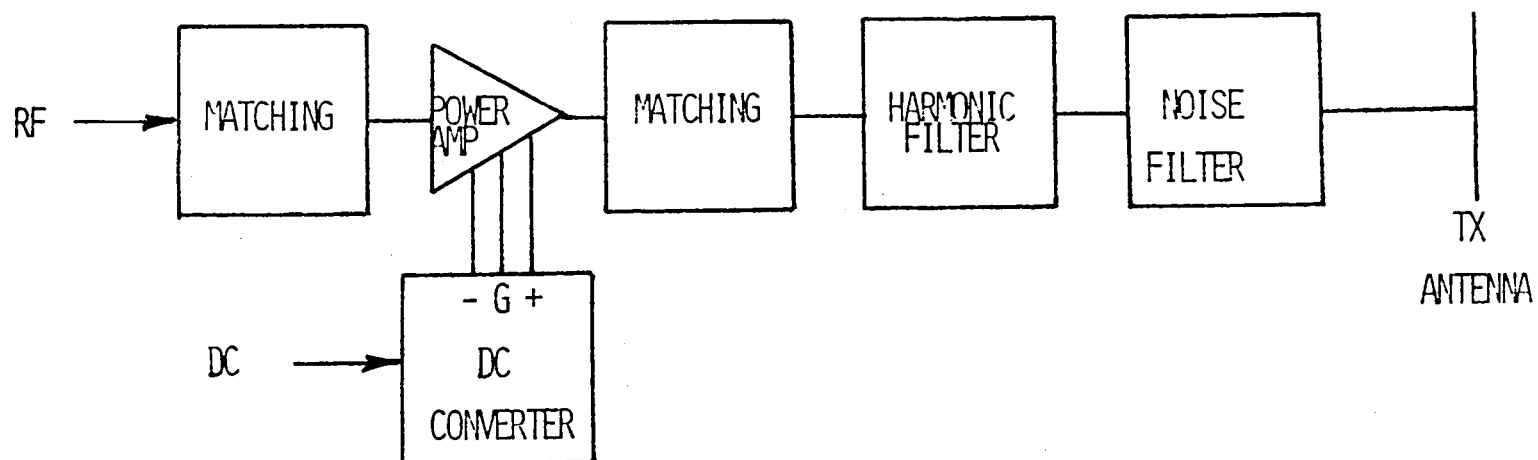 RF
MATCHING
POWER
AMP
MATCHING
HARMONIC
FILTER
NOISE
FILTER
TX
ANTENNA
- G +
DC
DC
CONVERTER